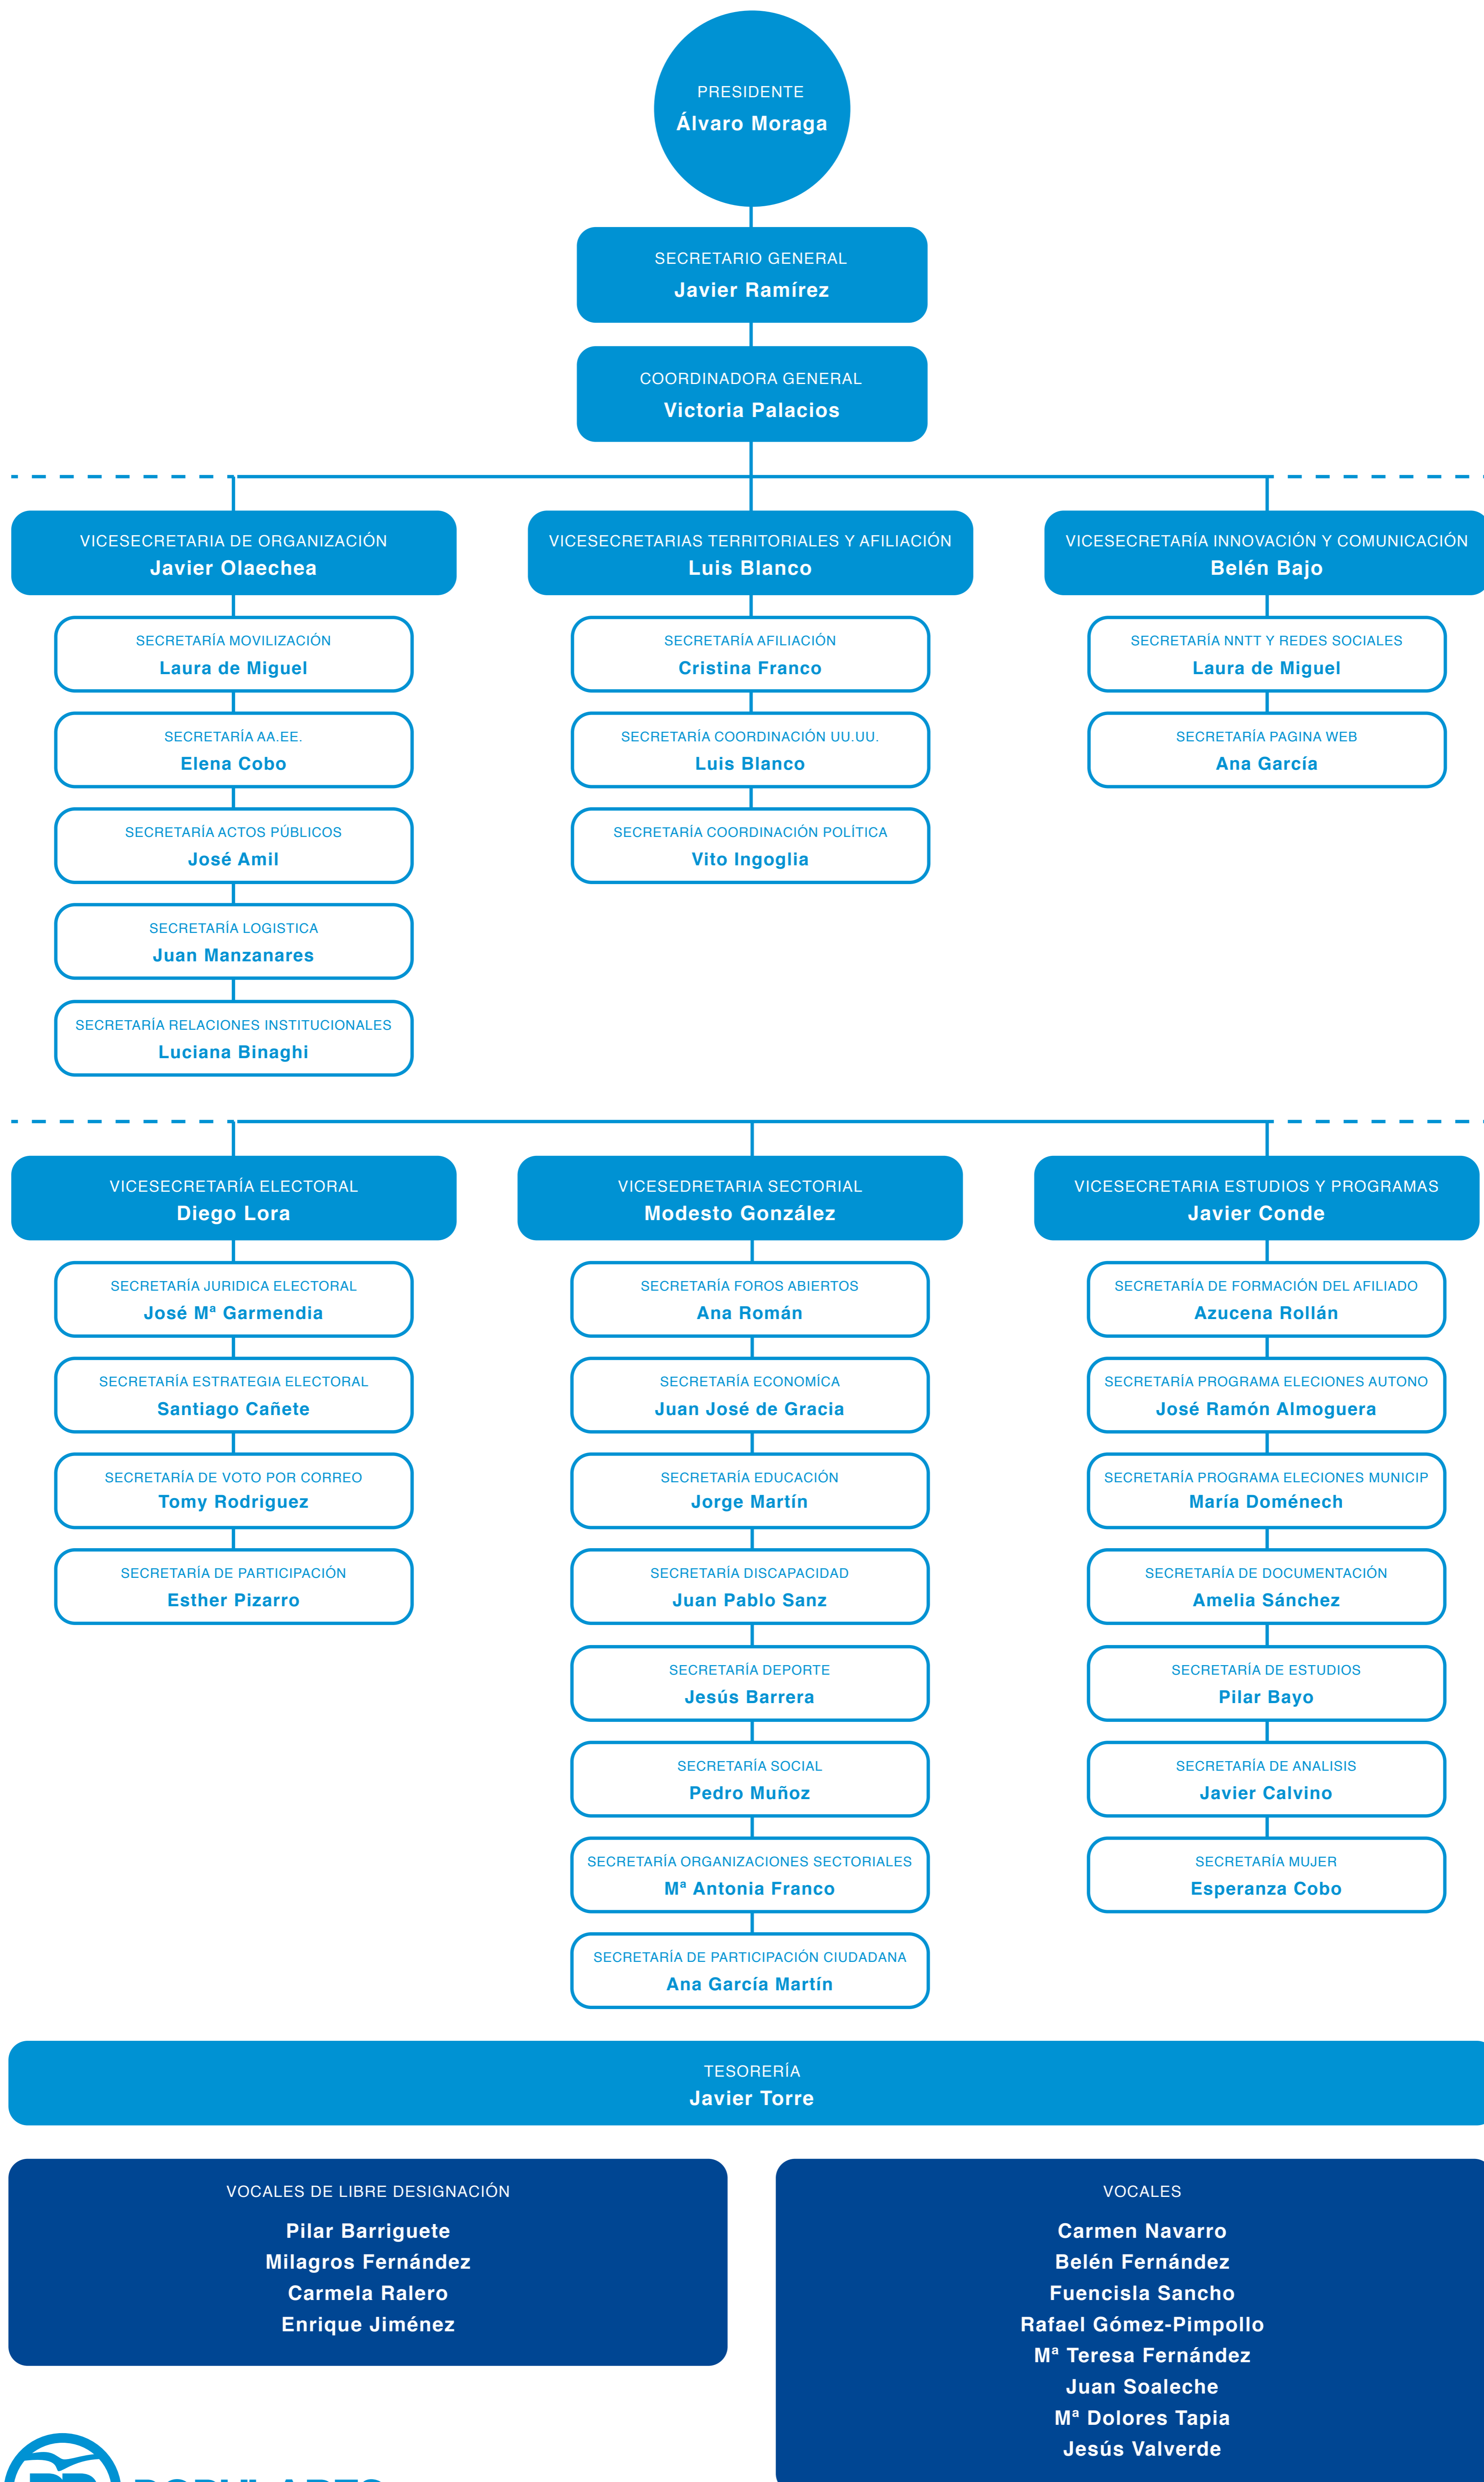 PRESIDENTE
Álvaro Moraga
SECRETARIO GENERAL
Javier Ramírez
COORDINADORA GENERAL
Victoria Palacios
VICESECRETARIA DE ORGANIZACIÓN
Javier Olaechea
SECRETARÍA MOVILIZACIÓN
Laura de Miguel
SECRETARÍA AA.EE.
Elena Cobo
SECRETARÍA ACTOS PÚBLICOS
José Amil
SECRETARÍA LOGISTICA
Juan Manzanares
SECRETARÍA RELACIONES INSTITUCIONALES
Luciana Binaghi
VICESECRETARIAS TERRITORIALES Y AFILIACIÓN
Luis Blanco
SECRETARÍA AFILIACIÓN
Cristina Franco
SECRETARÍA COORDINACIÓN UU.UU.
Luis Blanco
SECRETARÍA COORDINACIÓN POLÍTICA
Vito Ingoglia
VICESECRETARÍA INNOVACIÓN Y COMUNICACIÓN
Belén Bajo
SECRETARÍA NNTT Y REDES SOCIALES
Laura de Miguel
SECRETARÍA PAGINA WEB
Ana García
VICESECRETARÍA ELECTORAL
Diego Lora
SECRETARÍA JURIDICA ELECTORAL
José Mª Garmendia
SECRETARÍA ESTRATEGIA ELECTORAL
Santiago Cañete
SECRETARÍA DE VOTO POR CORREO
Tomy Rodriguez
SECRETARÍA DE PARTICIPACIÓN
Esther Pizarro
VICESEDRETARIA SECTORIAL
Modesto González
SECRETARÍA FOROS ABIERTOS
Ana Román
SECRETARÍA ECONOMÍCA
Juan José de Gracia
SECRETARÍA EDUCACIÓN
Jorge Martín
SECRETARÍA DISCAPACIDAD
Juan Pablo Sanz
SECRETARÍA DEPORTE
Jesús Barrera
SECRETARÍA SOCIAL
Pedro Muñoz
SECRETARÍA ORGANIZACIONES SECTORIALES
Mª Antonia Franco
SECRETARÍA DE PARTICIPACIÓN CIUDADANA
Ana García Martín
VICESECRETARIA ESTUDIOS Y PROGRAMAS
Javier Conde
SECRETARÍA DE FORMACIÓN DEL AFILIADO
Azucena Rollán
SECRETARÍA PROGRAMA ELECIONES AUTONO
José Ramón Almoguera
SECRETARÍA PROGRAMA ELECIONES MUNICIP
María Doménech
SECRETARÍA DE DOCUMENTACIÓN
Amelia Sánchez
SECRETARÍA DE ESTUDIOS
Pilar Bayo
SECRETARÍA DE ANALISIS
Javier Calvino
SECRETARÍA MUJER
Esperanza Cobo
TESORERÍA
Javier Torre
VOCALES DE LIBRE DESIGNACIÓN
Pilar Barriguete
Milagros Fernández
Carmela Ralero
Enrique Jiménez
VOCALES
Carmen Navarro
Belén Fernández
Fuencisla Sancho
Rafael Gómez-Pimpollo
Mª Teresa Fernández
Juan Soaleche
Mª Dolores Tapia
Jesús Valverde